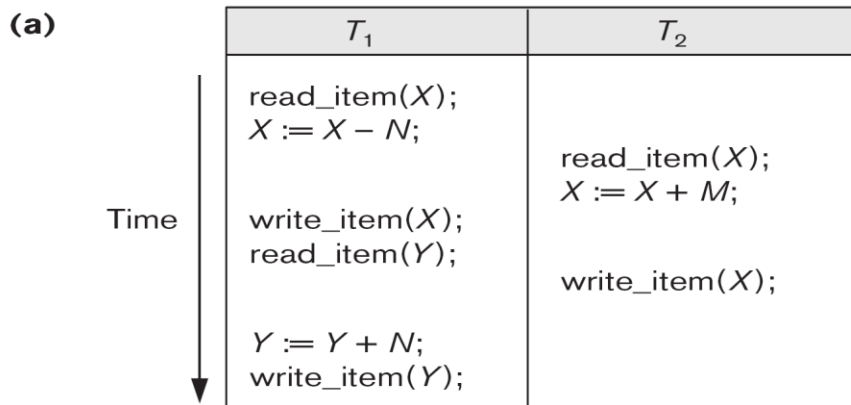 (a)
T1 T2
read_item(X);
X := X − N;
read_item(X);
X := X + M;
Time
write_item(X);
read_item(Y);
write_item(X);
Y := Y + N;
write_item(Y);